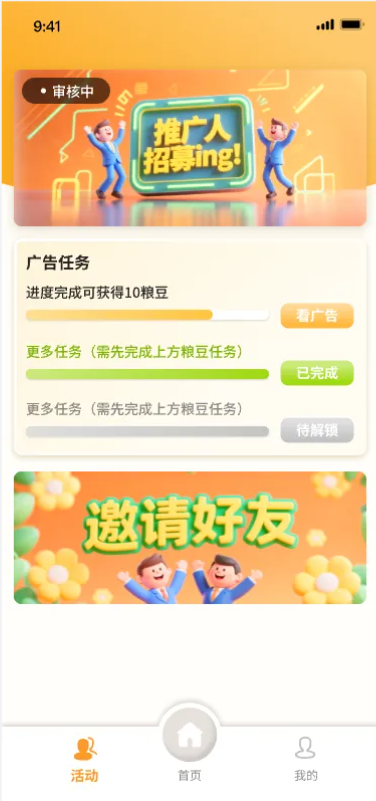 9:41
审核中
推广人
招募ing!
广告任务
进度完成可获得10粮豆
看广告
更多任务（需先完成上方粮豆任务）
已完成
更多任务（需先完成上方粮豆任务）
待解锁
邀请好友
活动
首页
我的